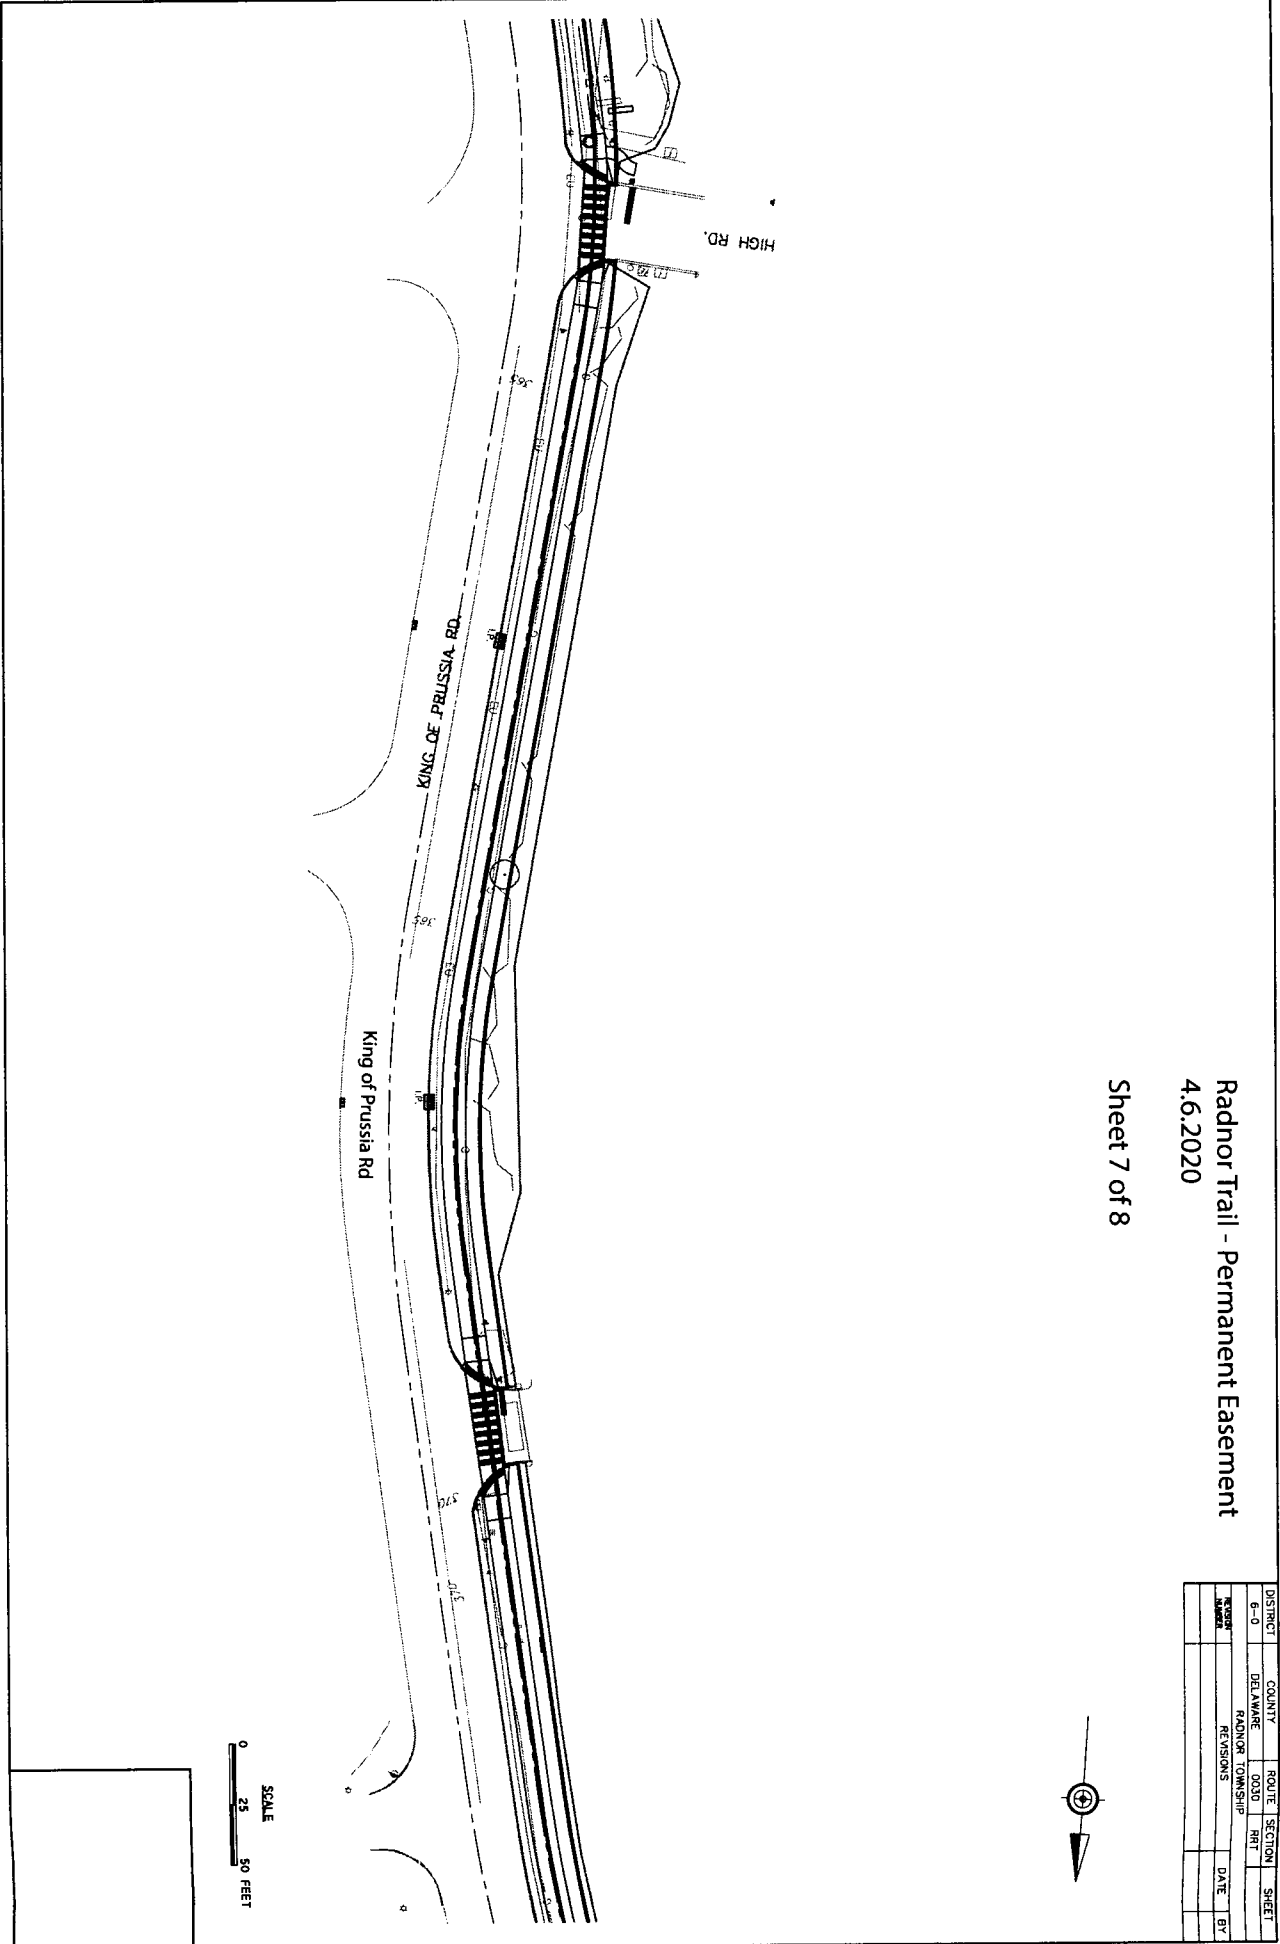 DISTRICT COUNTY ROUTE SECTION SHEET
6-0 DELAWARE 0030 RRT
RADNOR TOWNSHIP
REVISION NUMBER REVISIONS DATE BY
Radnor Trail - Permanent Easement
4.6.2020
Sheet 7 of 8
HIGH RD.
365
KING OF PRUSSIA RD.
365
I.P.
I.P.
King of Prussia Rd
370
370
SCALE
0 25 50 FEET